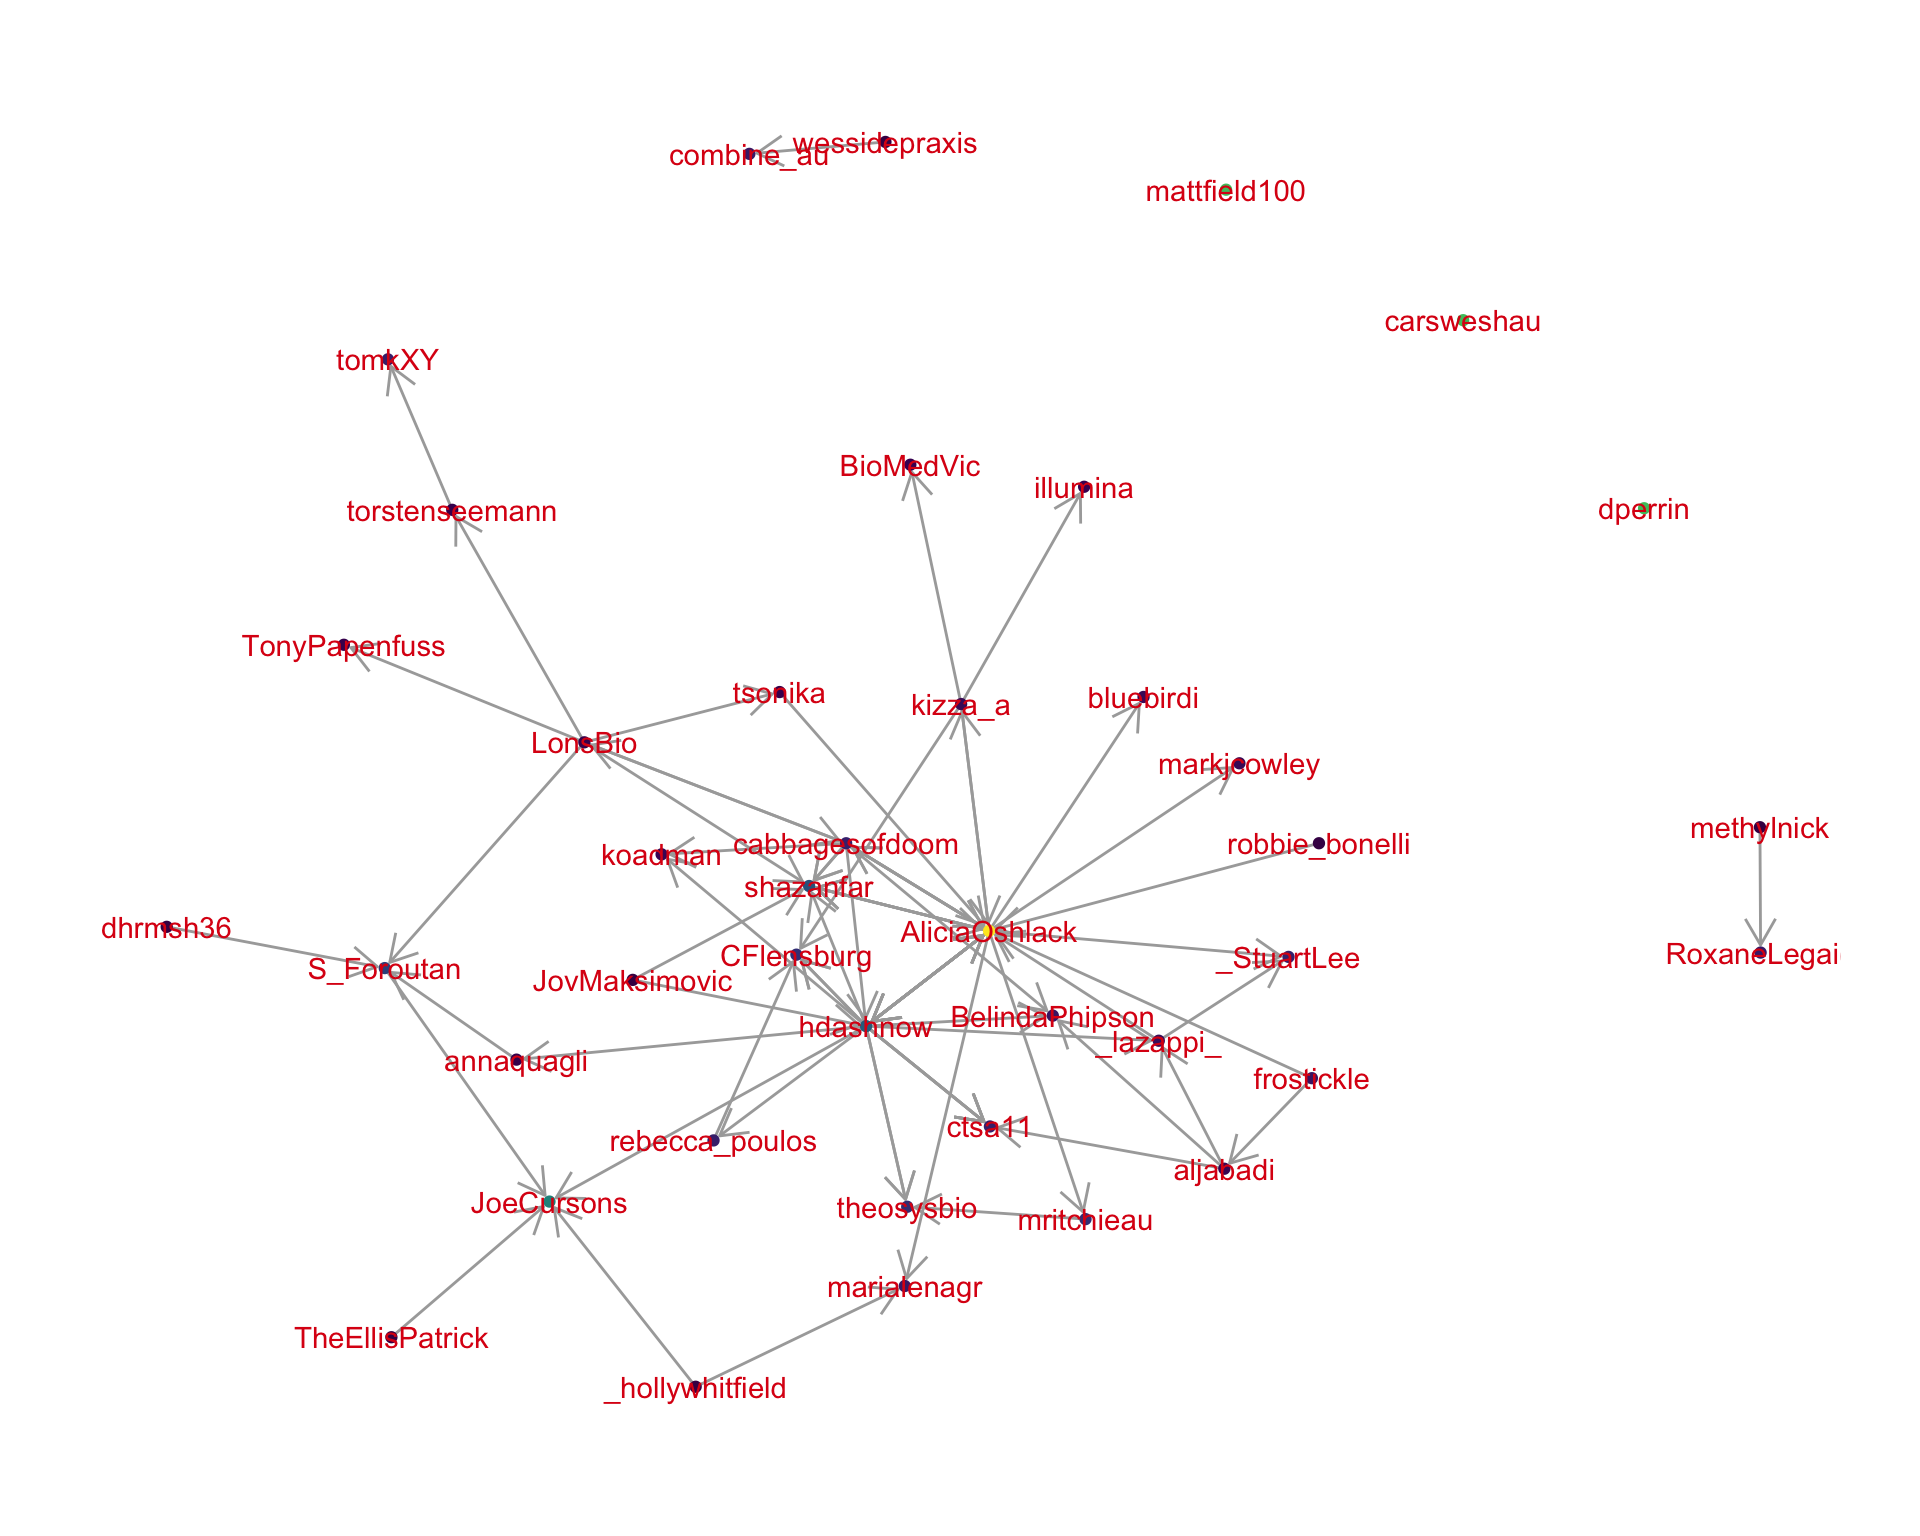 wessidepraxis
combine_au
mattfield100
carsweshau
tomkXY
BioMedVic
illumina
torstenseemann
dperrin
TonyPapenfuss
tsonika
kizza_a
bluebirdi
LonsBio
markjcowley
methylnick
cabbagesofdoom
robbie_bonelli
koadman
shazanfar
dhrmsh36
AliciaOshlack
CFlensburg
_StuartLee
RoxaneLegai
S_Foroutan
JovMaksimovic
BelindaPhipson
hdashnow
_lazappi_
annaquagli
frostickle
ctsa11
rebecca_poulos
aljabadi
JoeCursons
theosysbio
mritchieau
marialenagr
TheEllisPatrick
_hollywhitfield